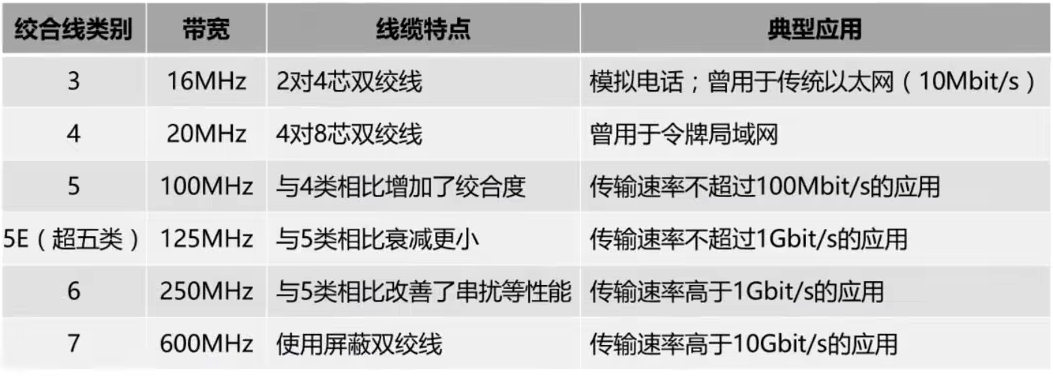 绞合线类别 带宽 线缆特点 典型应用
3 16MHz 2对4芯双绞线 模拟电话；曾用于传统以太网（10Mbit/s）
4 20MHz 4对8芯双绞线 曾用于令牌局域网
5 100MHz 与4类相比增加了绞合度 传输速率不超过100Mbit/s的应用
5E（超五类） 125MHz 与5类相比衰减更小 传输速率不超过1Gbit/s的应用
6 250MHz 与5类相比改善了串扰等性能 传输速率高于1Gbit/s的应用
7 600MHz 使用屏蔽双绞线 传输速率高于10Gbit/s的应用